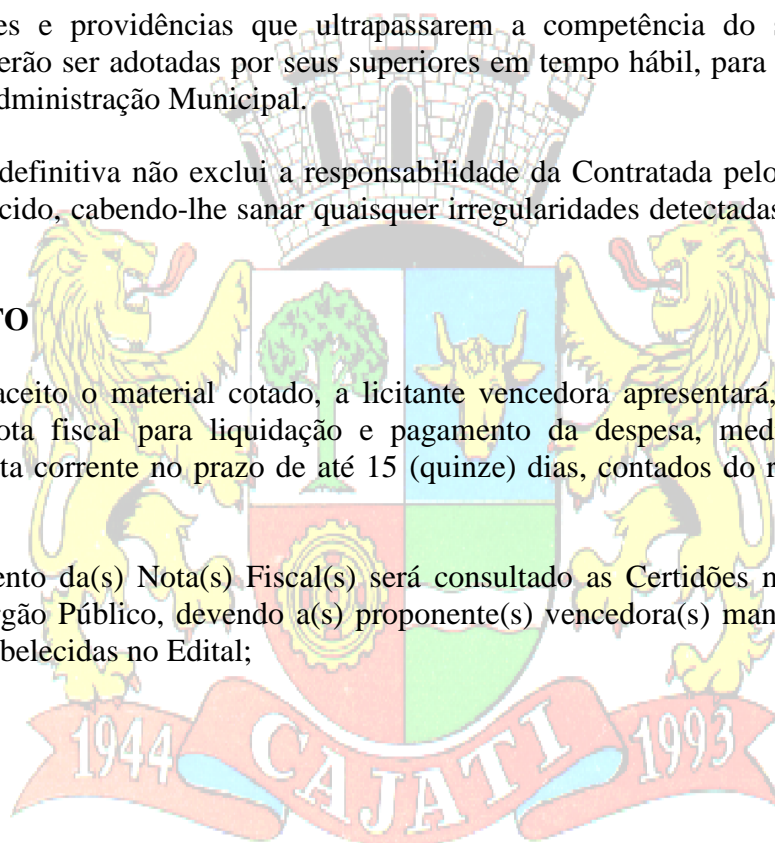 es e providências que ultrapassarem a competência do s
erão ser adotadas por seus superiores em tempo hábil, para
dministração Municipal.
definitiva não exclui a responsabilidade da Contratada pelo
cido, cabendo-lhe sanar quaisquer irregularidades detectadas
TO
aceito o material cotado, a licitante vencedora apresentará,
ota fiscal para liquidação e pagamento da despesa, med
ta corrente no prazo de até 15 (quinze) dias, contados do r
ento da(s) Nota(s) Fiscal(s) será consultado as Certidões n
rgão Público, devendo a(s) proponente(s) vencedora(s) man
belecidas no Edital;
1944 CAJATI 1993